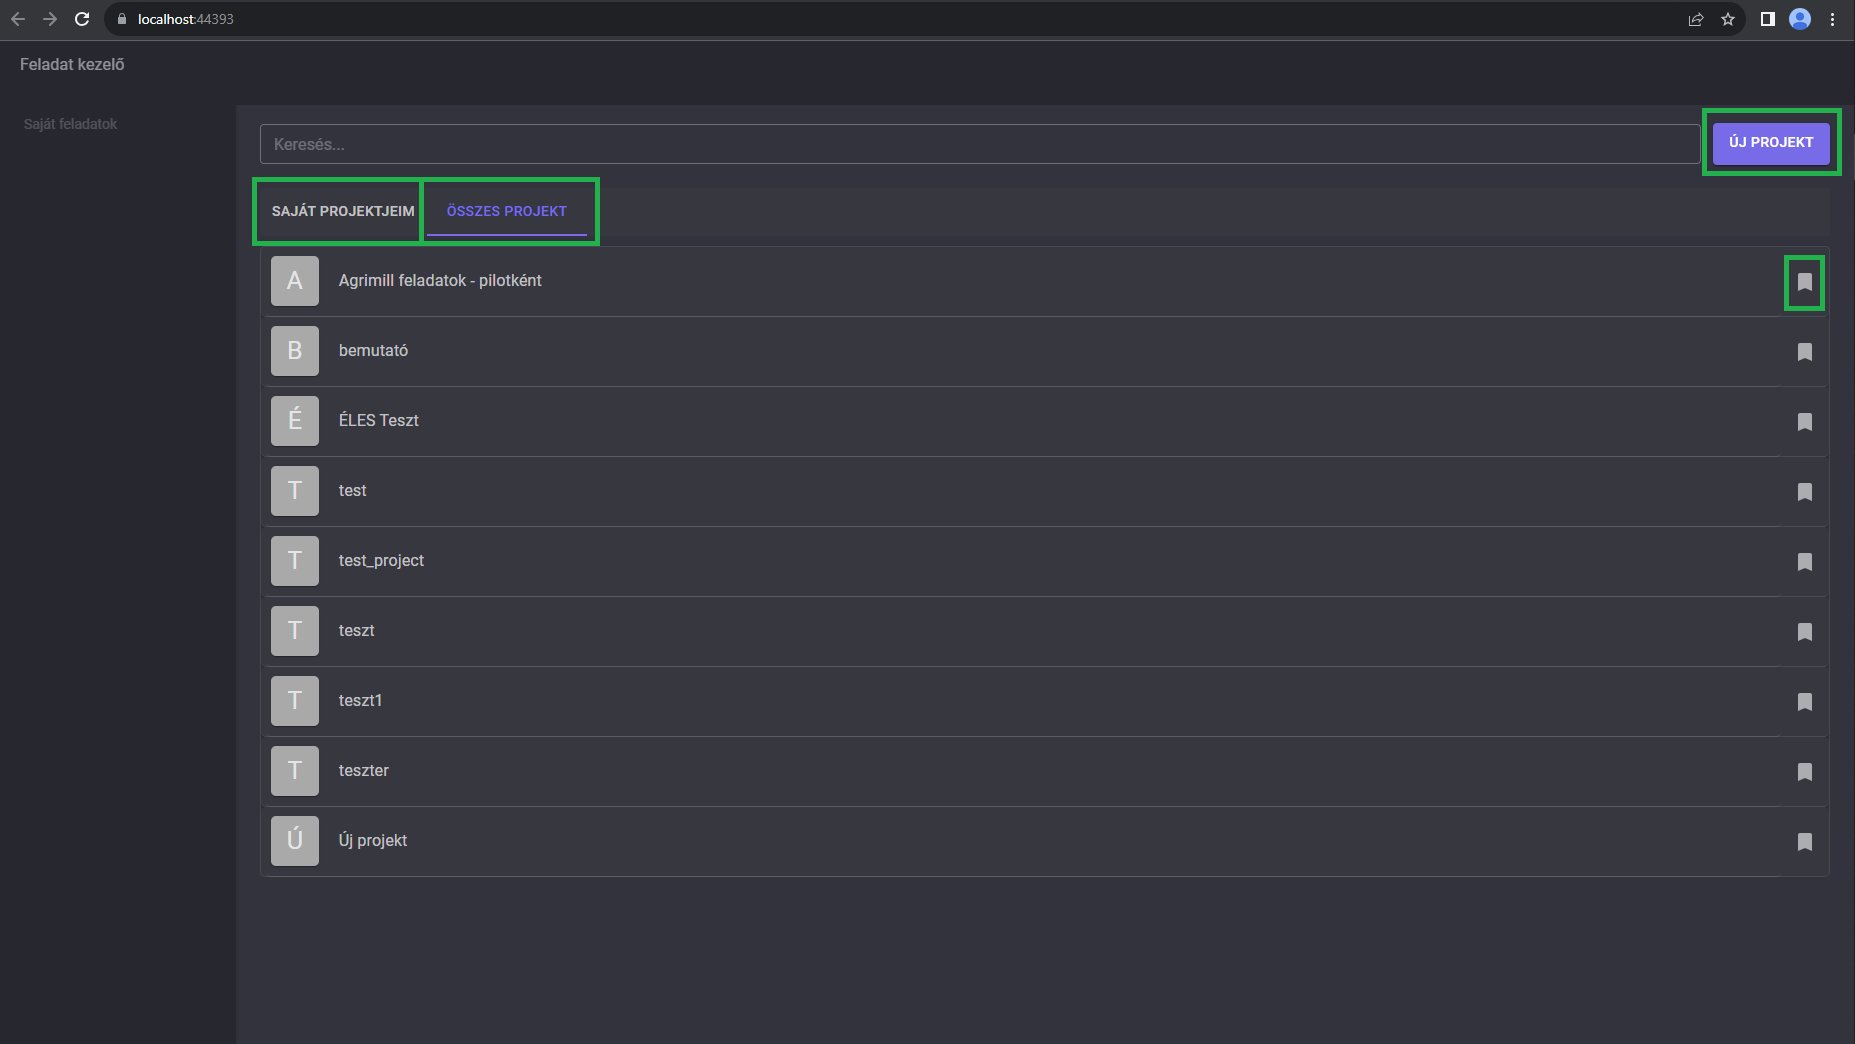 localhost:44393
Feladat kezelő
Saját feladatok
Keresés...
ÚJ PROJEKT
SAJÁT PROJEKTJEIM
ÖSSZES PROJEKT
A
Agrimill feladatok - pilotként
B
bemutató
É
ÉLES Teszt
T
test
T
test_project
T
teszt
T
teszt1
T
teszter
Ú
Új projekt